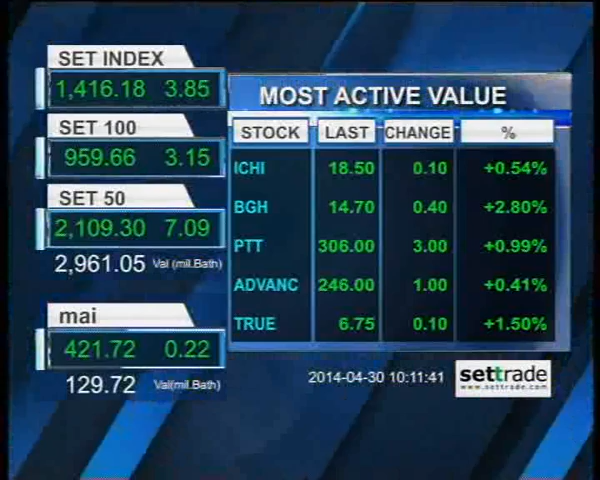 SET INDEX
1,416.18 3.85
SET 100
959.66 3.15
SET 50
2,109.30 7.09
2,961.05 Val (mil.Bath)
mai
421.72 0.22
129.72 Val(mil.Bath)
MOST ACTIVE VALUE
STOCK LAST CHANGE %
ICHI 18.50 0.10 +0.54%
BGH 14.70 0.40 +2.80%
PTT 306.00 3.00 +0.99%
ADVANC 246.00 1.00 +0.41%
TRUE 6.75 0.10 +1.50%
2014-04-30 10:11:41
settrade
www.settrade.com